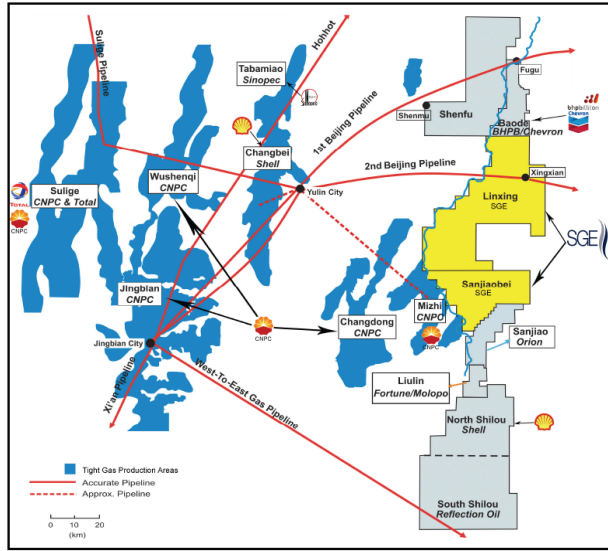 Sulige Pipeline
Hohhot
Tabamiao
Sinopec
1st Beijing Pipeline
Fugu
Shenfu
Shenmu
Baode
BHPB/Chevron
bhpbilliton
Chevron
Changbei
Shell
2nd Beijing Pipeline
Xingxian
Wushenqi
CNPC
Yulin City
TOTAL
CNPC
Sulige
CNPC & Total
Linxing
SGE
SGE
Sanjiaobei
SGE
Jingbian
CNPC
Mizhi
CNPC
CNPC
CNPC
Changdong
CNPC
Sanjiao
Orion
Jingbian City
Xi'an Pipeline
West-To-East Gas Pipeline
Liulin
Fortune/Molopo
North Shilou
Shell
South Shilou
Reflection Oil
Tight Gas Production Areas
Accurate Pipeline
Approx. Pipeline
0 10 20
(km)